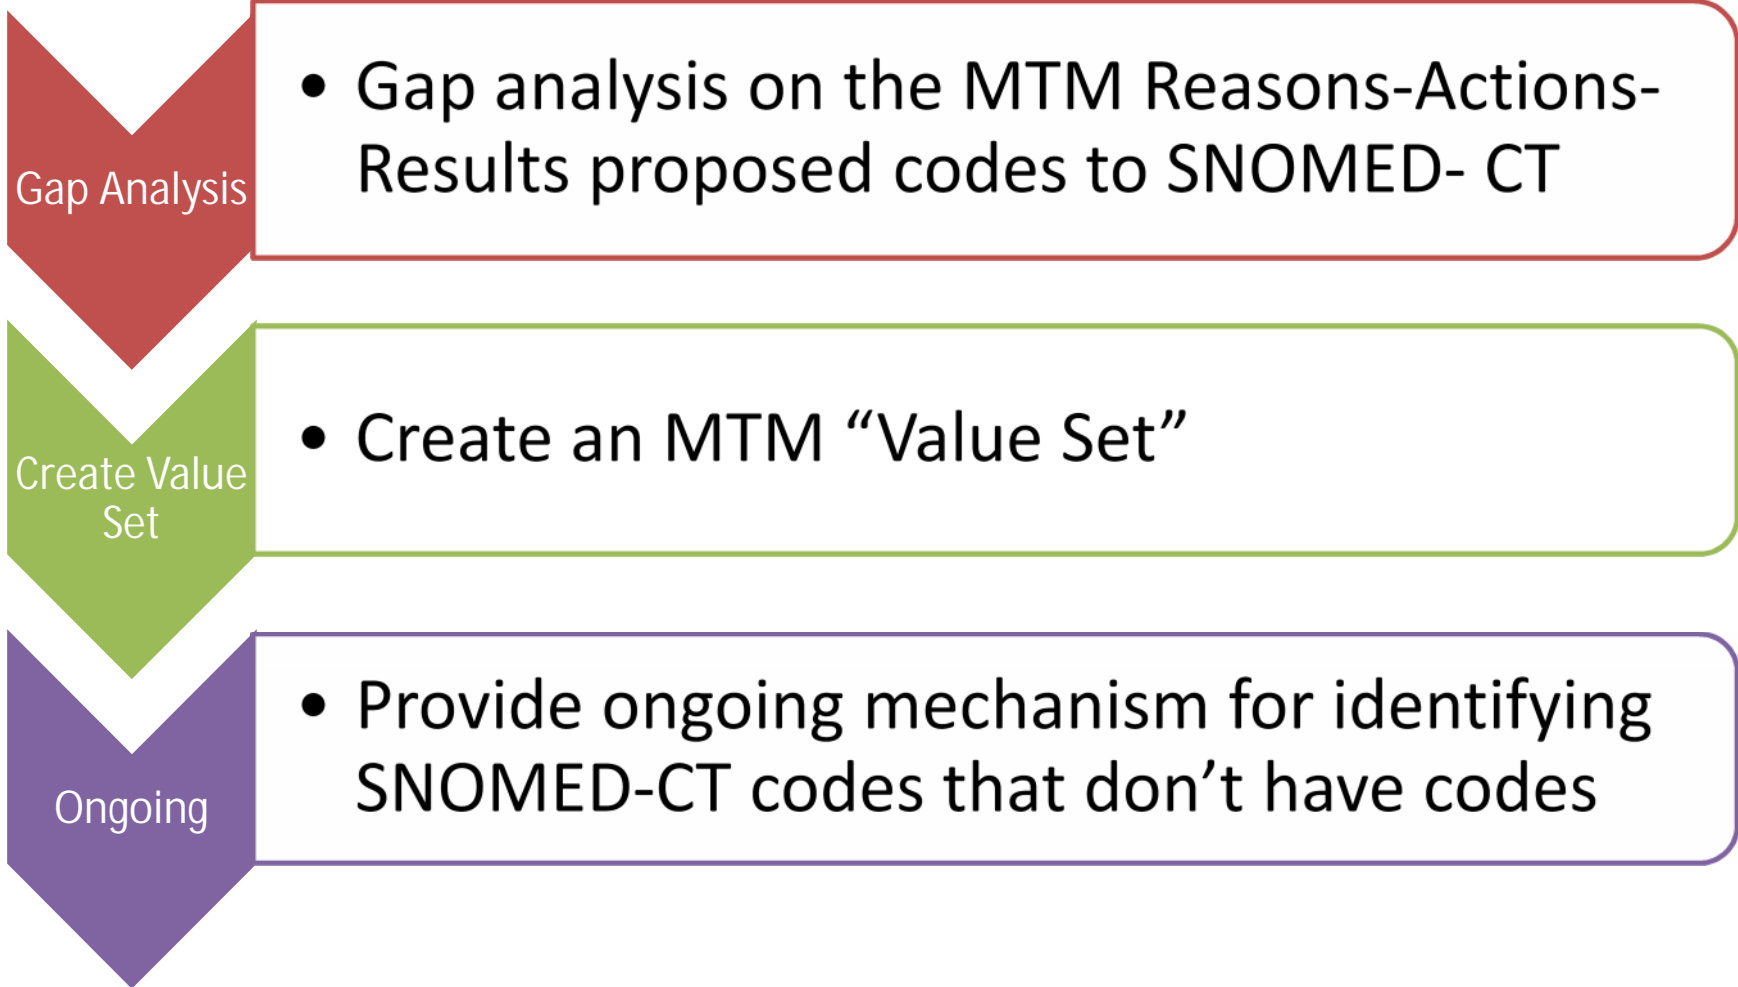 Gap Analysis
• Gap analysis on the MTM Reasons-Actions-
Results proposed codes to SNOMED- CT
Create Value
Set
• Create an MTM “Value Set”
Ongoing
• Provide ongoing mechanism for identifying
SNOMED-CT codes that don’t have codes